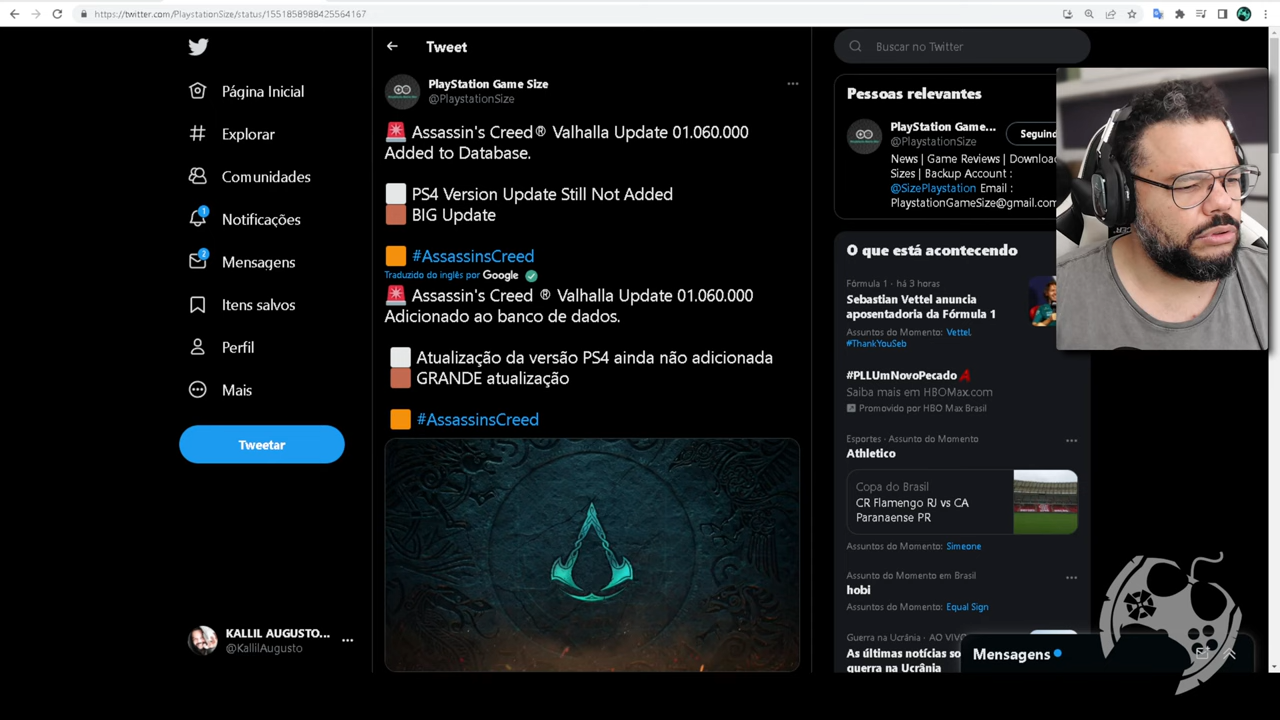 https://twitter.com/PlaystationSize/status/1551858988425564167
Página Inicial
Explorar
Comunidades
1
Notificações
2
Mensagens
Itens salvos
Perfil
Mais
Tweetar
KALLIL AUGUSTO...
@KallilAugusto
Tweet
PlayStation Game Size
@PlaystationSize
Assassin's Creed® Valhalla Update 01.060.000
Added to Database.
PS4 Version Update Still Not Added
BIG Update
#AssassinsCreed
Traduzido do inglês por Google
Assassin's Creed ® Valhalla Update 01.060.000
Adicionado ao banco de dados.
Atualização da versão PS4 ainda não adicionada
GRANDE atualização
#AssassinsCreed
Buscar no Twitter
Pessoas relevantes
PlayStation Game...
@PlaystationSize
Seguind
News | Game Reviews | Downloa
Sizes | Backup Account :
@SizePlaystation Email :
PlaystationGameSize@gmail.com
O que está acontecendo
Fórmula 1 · há 3 horas
Sebastian Vettel anuncia
aposentadoria da Fórmula 1
Assuntos do Momento: Vettel,
#ThankYouSeb
#PLLUmNovoPecado
Saiba mais em HBOMax.com
Promovido por HBO Max Brasil
Esportes · Assunto do Momento
Athletico
Copa do Brasil
CR Flamengo RJ vs CA
Paranaense PR
Assuntos do Momento: Simeone
Assunto do Momento em Brasil
hobi
Assuntos do Momento: Equal Sign
Guerra na Ucrânia · AO VIVO
As últimas notícias so
guerra na Ucrânia
Mensagens